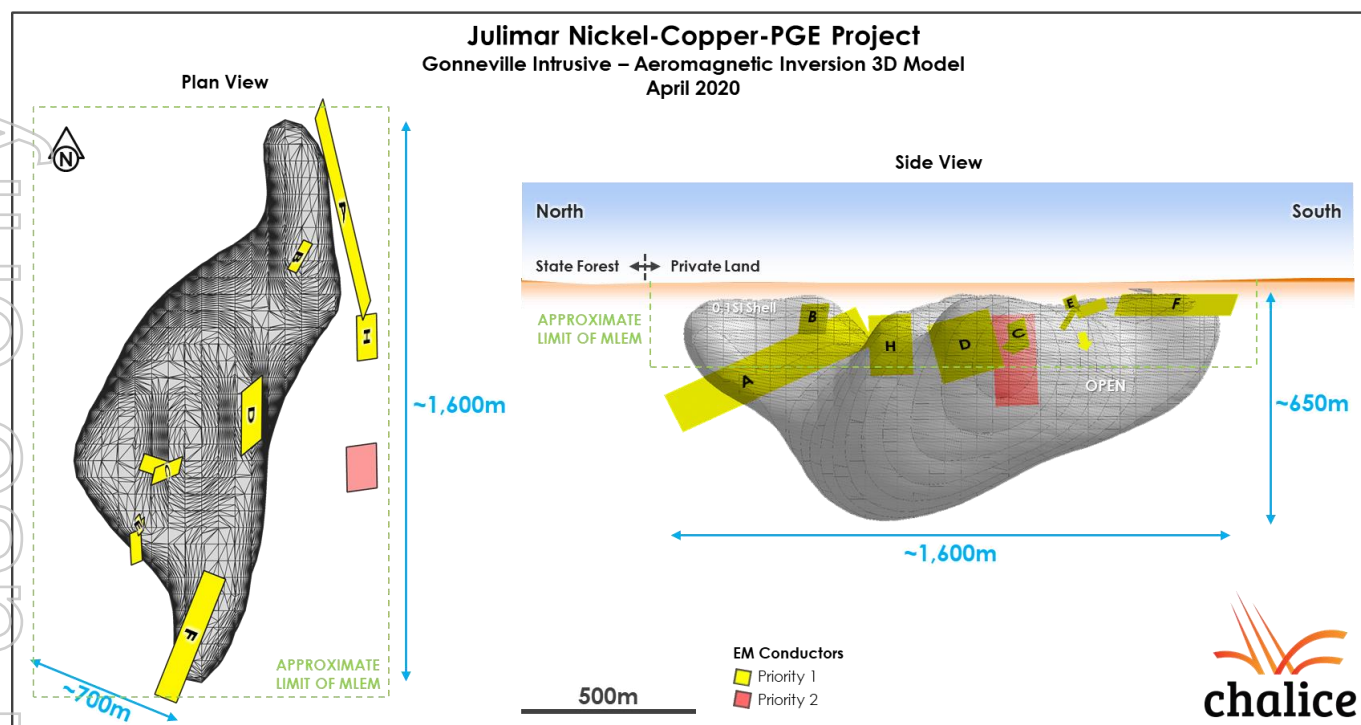 Julimar Nickel-Copper-PGE Project
Gonneville Intrusive – Aeromagnetic Inversion 3D Model
April 2020
Plan View
N
A
B
H
D
C
E
F
~1,600m
~700m
APPROXIMATE
LIMIT OF MLEM
Side View
North
South
State Forest
Private Land
0.1SI Shell
APPROXIMATE
LIMIT OF MLEM
A
B
H
D
C
E
F
OPEN
~650m
~1,600m
500m
EM Conductors
Priority 1
Priority 2
chalice